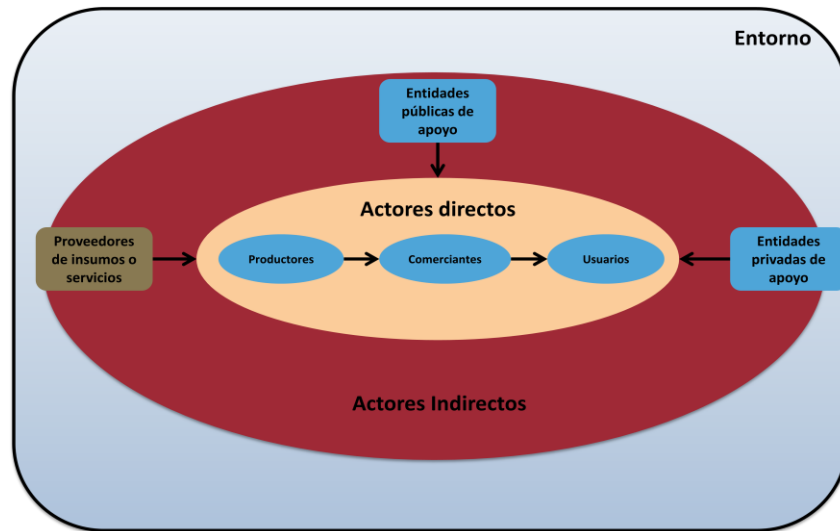 Entorno
Entidades
públicas de
apoyo
Actores directos
Proveedores
de insumos o
servicios
Productores
Comerciantes
Usuarios
Entidades
privadas de
apoyo
Actores Indirectos